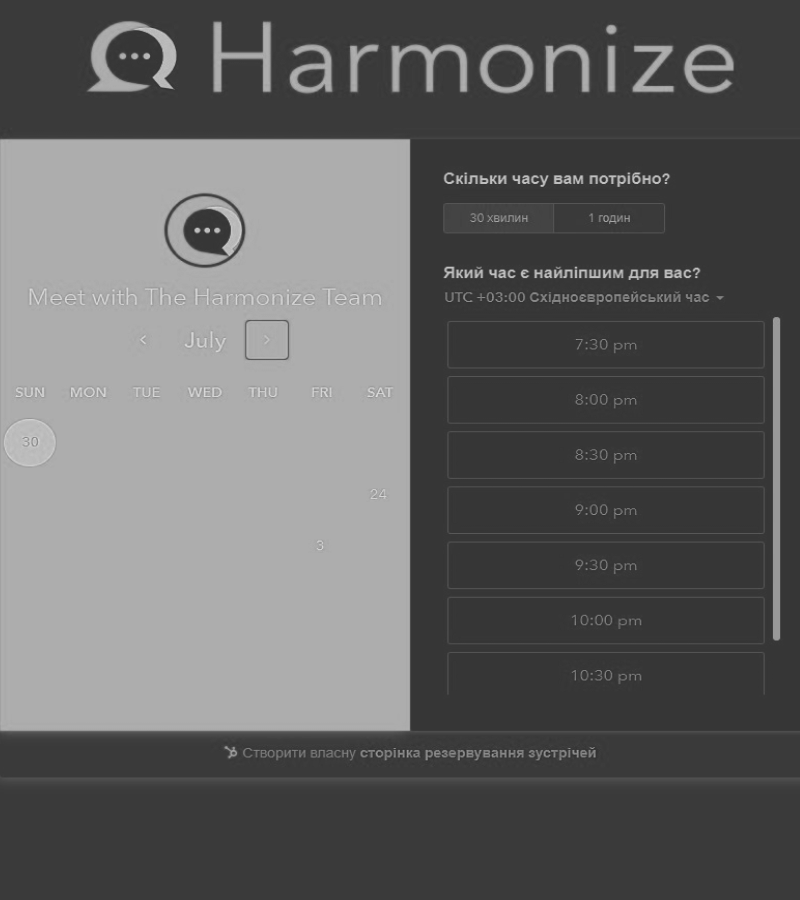 Harmonize
Meet with The Harmonize Team
July
SUN MON TUE WED THU FRI SAT
30
24
3
Скільки часу вам потрібно?
30 хвилин 1 годин
Який час є найліпшим для вас?
UTC +03:00 Східноєвропейський час
7:30 pm
8:00 pm
8:30 pm
9:00 pm
9:30 pm
10:00 pm
10:30 pm
Створити власну сторінка резервування зустрічей